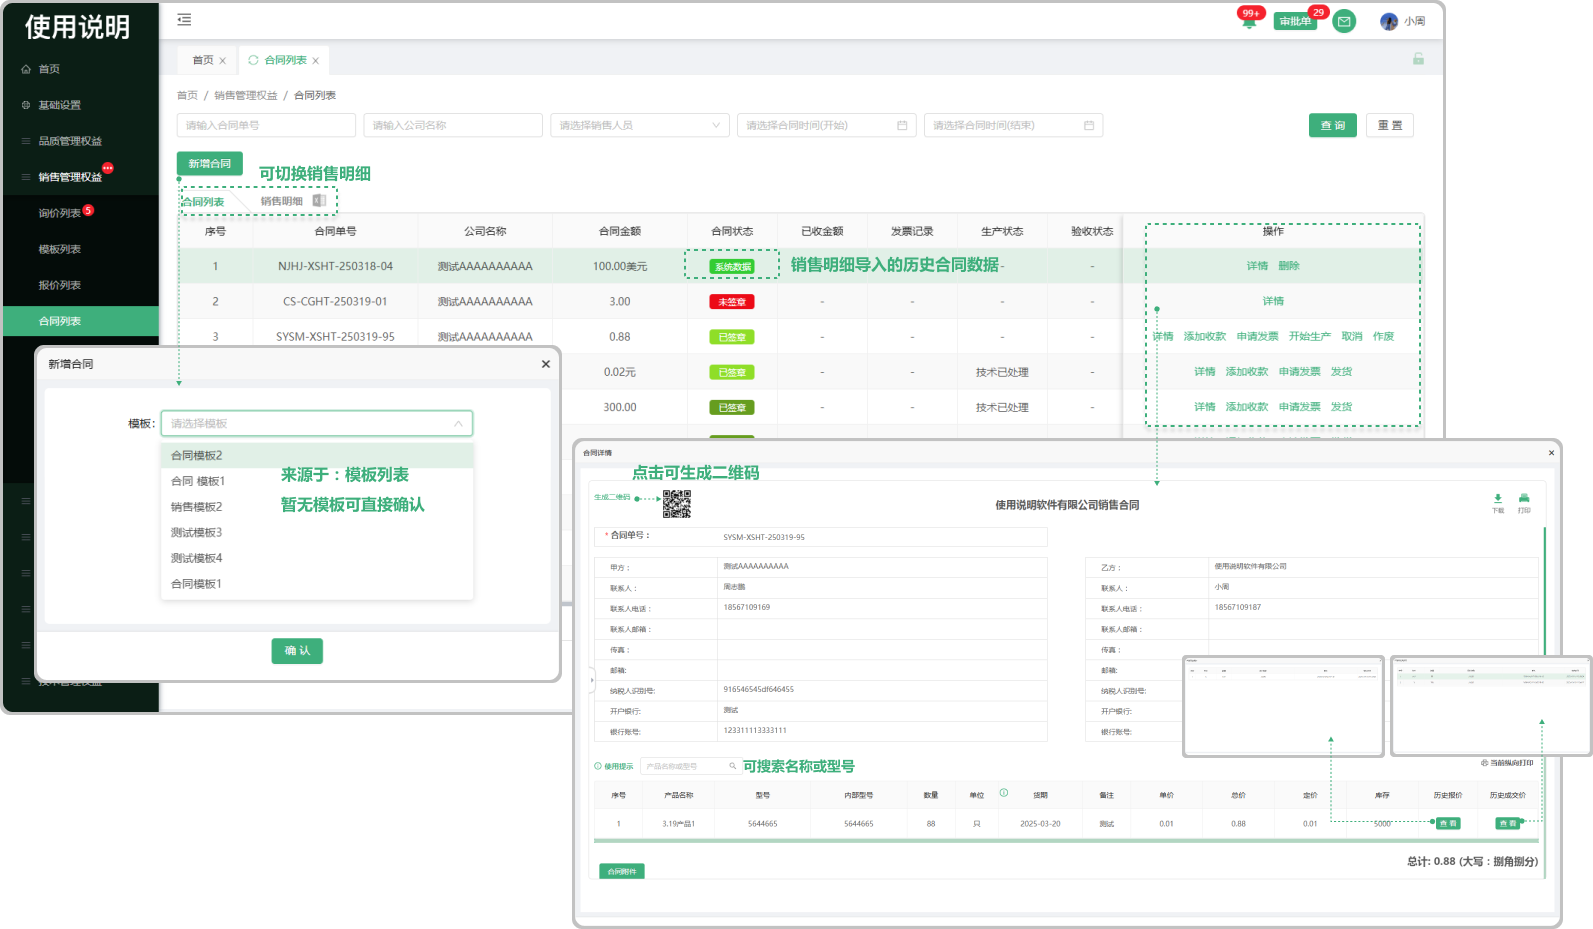 使用说明
首页
基础设置
品质管理权益
销售管理权益
询价列表 5
模板列表
报价列表
合同列表
99+
审批单 29
小周
首页 ×
合同列表 ×
首页 / 销售管理权益 / 合同列表
请输入合同单号
请输入公司名称
请选择销售人员
请选择合同时间(开始)
请选择合同时间(结束)
查 询
重 置
新增合同
可切换销售明细
合同列表 销售明细
序号 合同单号 公司名称 合同金额 合同状态 已收金额 发票记录 生产状态 验收状态 操作
1 NJHJ-XSHT-250318-04 测试AAAAAAAAAA 100.00美元 系统数据 销售明细导入的历史合同数据 - - 详情 删除
2 CS-CGHT-250319-01 测试AAAAAAAAAA 3.00 未签章 - - - - 详情
3 SYSM-XSHT-250319-95 测试AAAAAAAAAA 0.88 已签章 - - - - 详情 添加收款 申请发票 开始生产 取消 作废
0.02元 已签章 - - 技术已处理 - 详情 添加收款 申请发票 发货
300.00 已签章 - - 技术已处理 - 详情 添加收款 申请发票 发货
新增合同 ×
模板: 请选择模板
合同模板2
合同 模板1
销售模板2
测试模板3
测试模板4
合同模板1
来源于：模板列表
暂无模板可直接确认
确 认
合同详情 ×
点击可生成二维码
生成二维码
使用说明软件有限公司销售合同
下载 打印
* 合同单号： SYSM-XSHT-250319-95
甲方： 测试AAAAAAAAAA 乙方： 使用说明软件有限公司
联系人： 周志鹏 联系人： 小周
联系人电话： 18567109169 联系人电话： 18567109187
联系人邮箱： 联系人邮箱：
传真： 传真：
邮箱: 邮箱:
纳税人识别号: 916546545df646455 纳税人识别号:
开户银行: 测试 开户银行:
银行账号: 123311113333111 银行账号:
使用提示 产品名称或型号 可搜索名称或型号 当前纵向打印
序号 产品名称 型号 内部型号 数量 单位 货期 备注 单价 总价 定价 库存 历史报价 历史成交价
1 3.19产品1 5644665 5644665 88 只 2025-03-20 测试 0.01 0.88 0.01 5000 查 看 查 看
总计: 0.88 (大写：捌角捌分)
合同附件